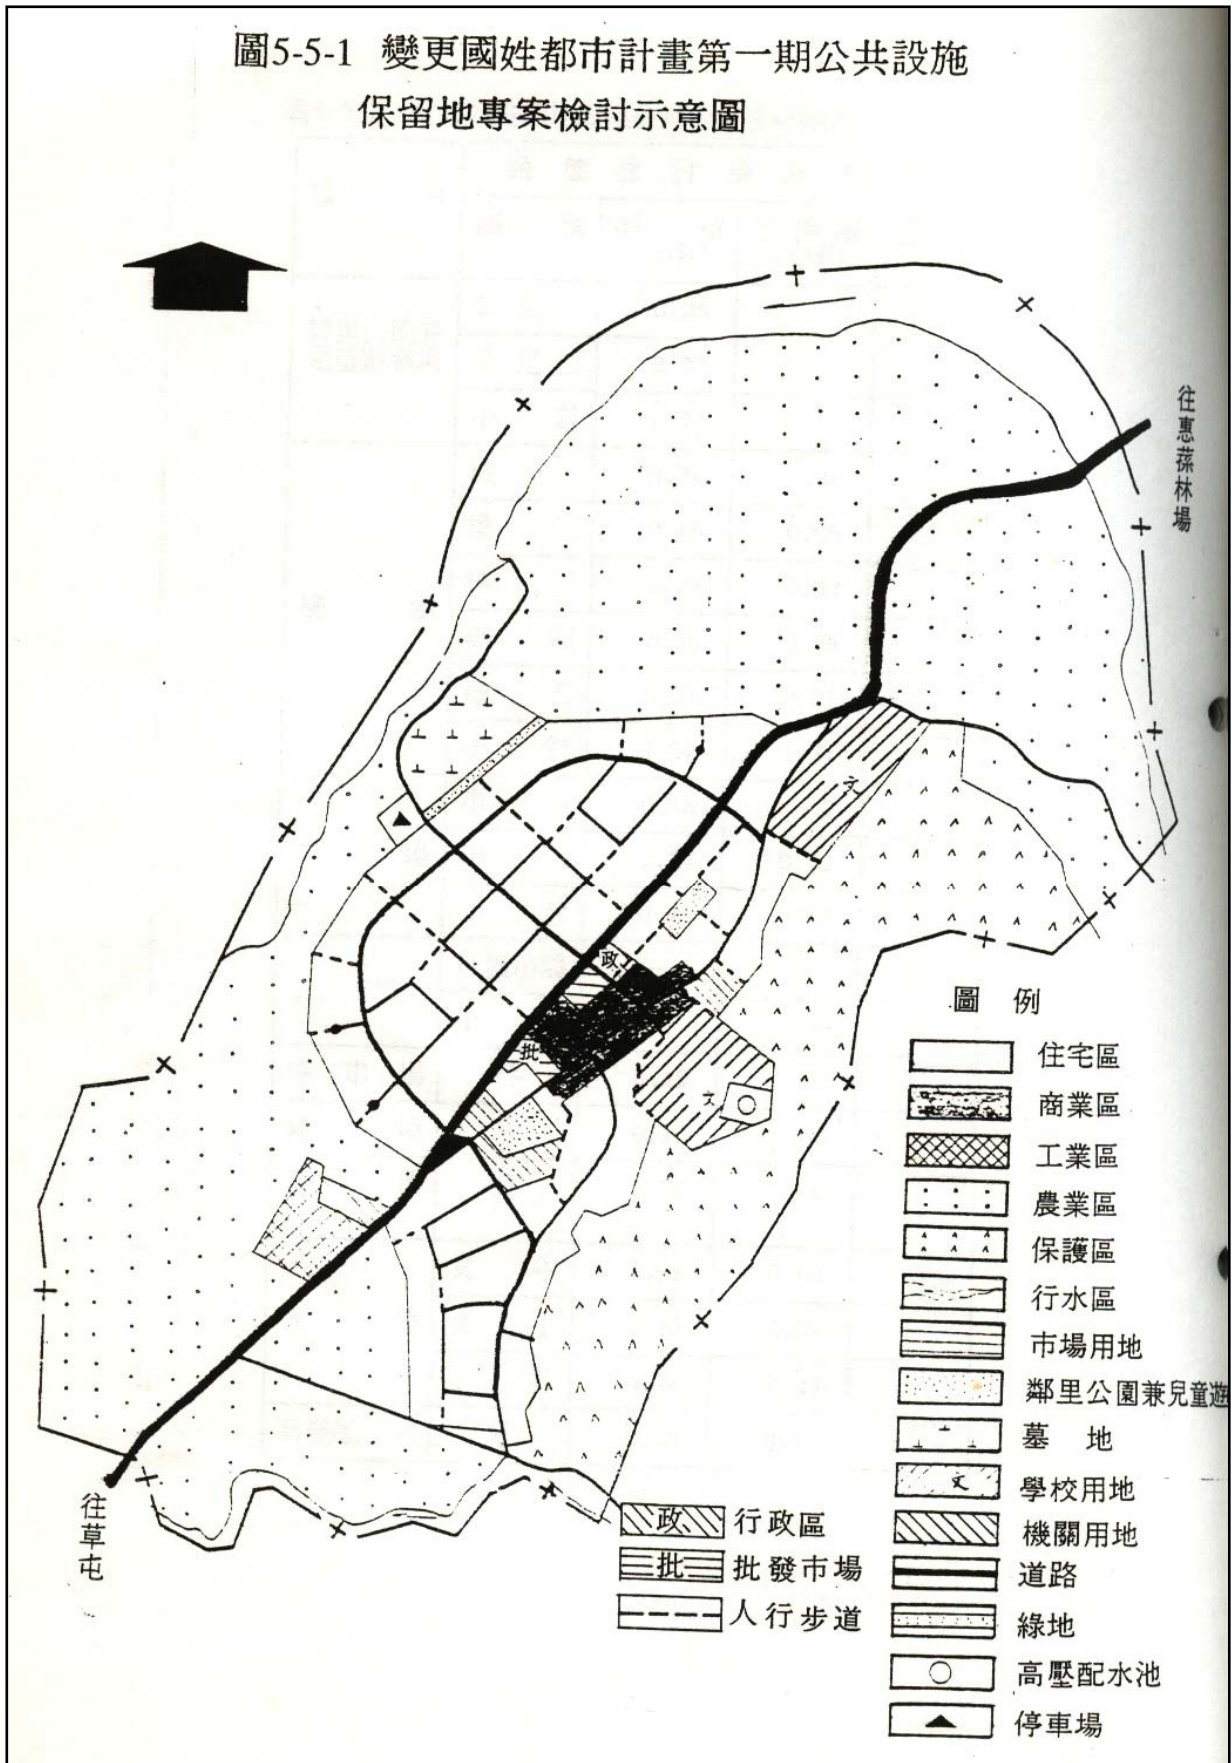 圖5-5-1 變更國姓都市計畫第一期公共設施
保留地專案檢討示意圖
往惠蓀林場
文
政
批
文
圖 例
住宅區
商業區
工業區
農業區
保護區
行水區
市場用地
鄰里公園兼兒童遊
墓 地
文 學校用地
機關用地
道路
綠地
高壓配水池
停車場
政 行政區
批 批發市場
人行步道
往草屯